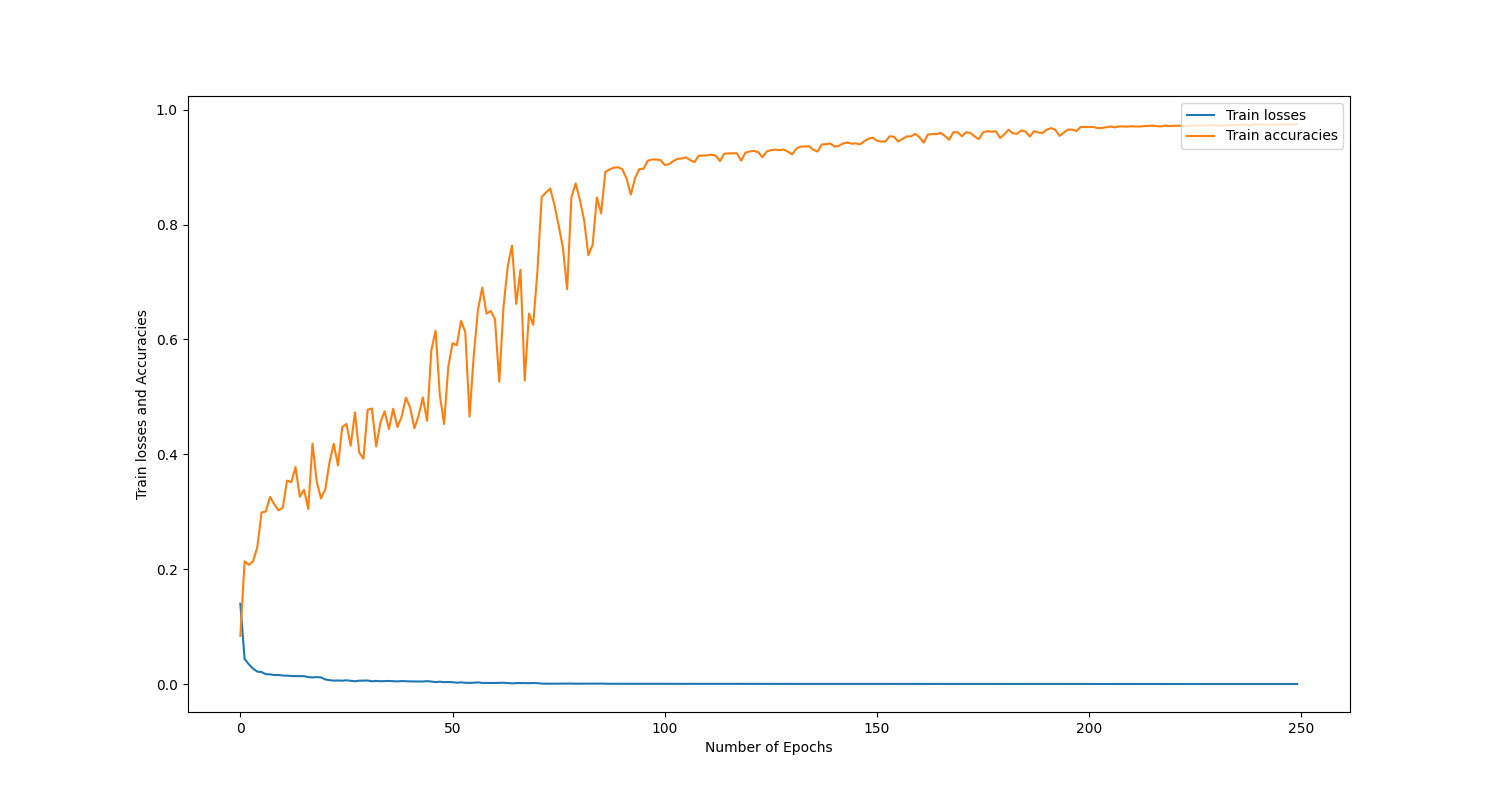 Train losses
Train accuracies
Train losses and Accuracies
1.0
0.8
0.6
0.4
0.2
0.0
0 50 100 150 200 250
Number of Epochs